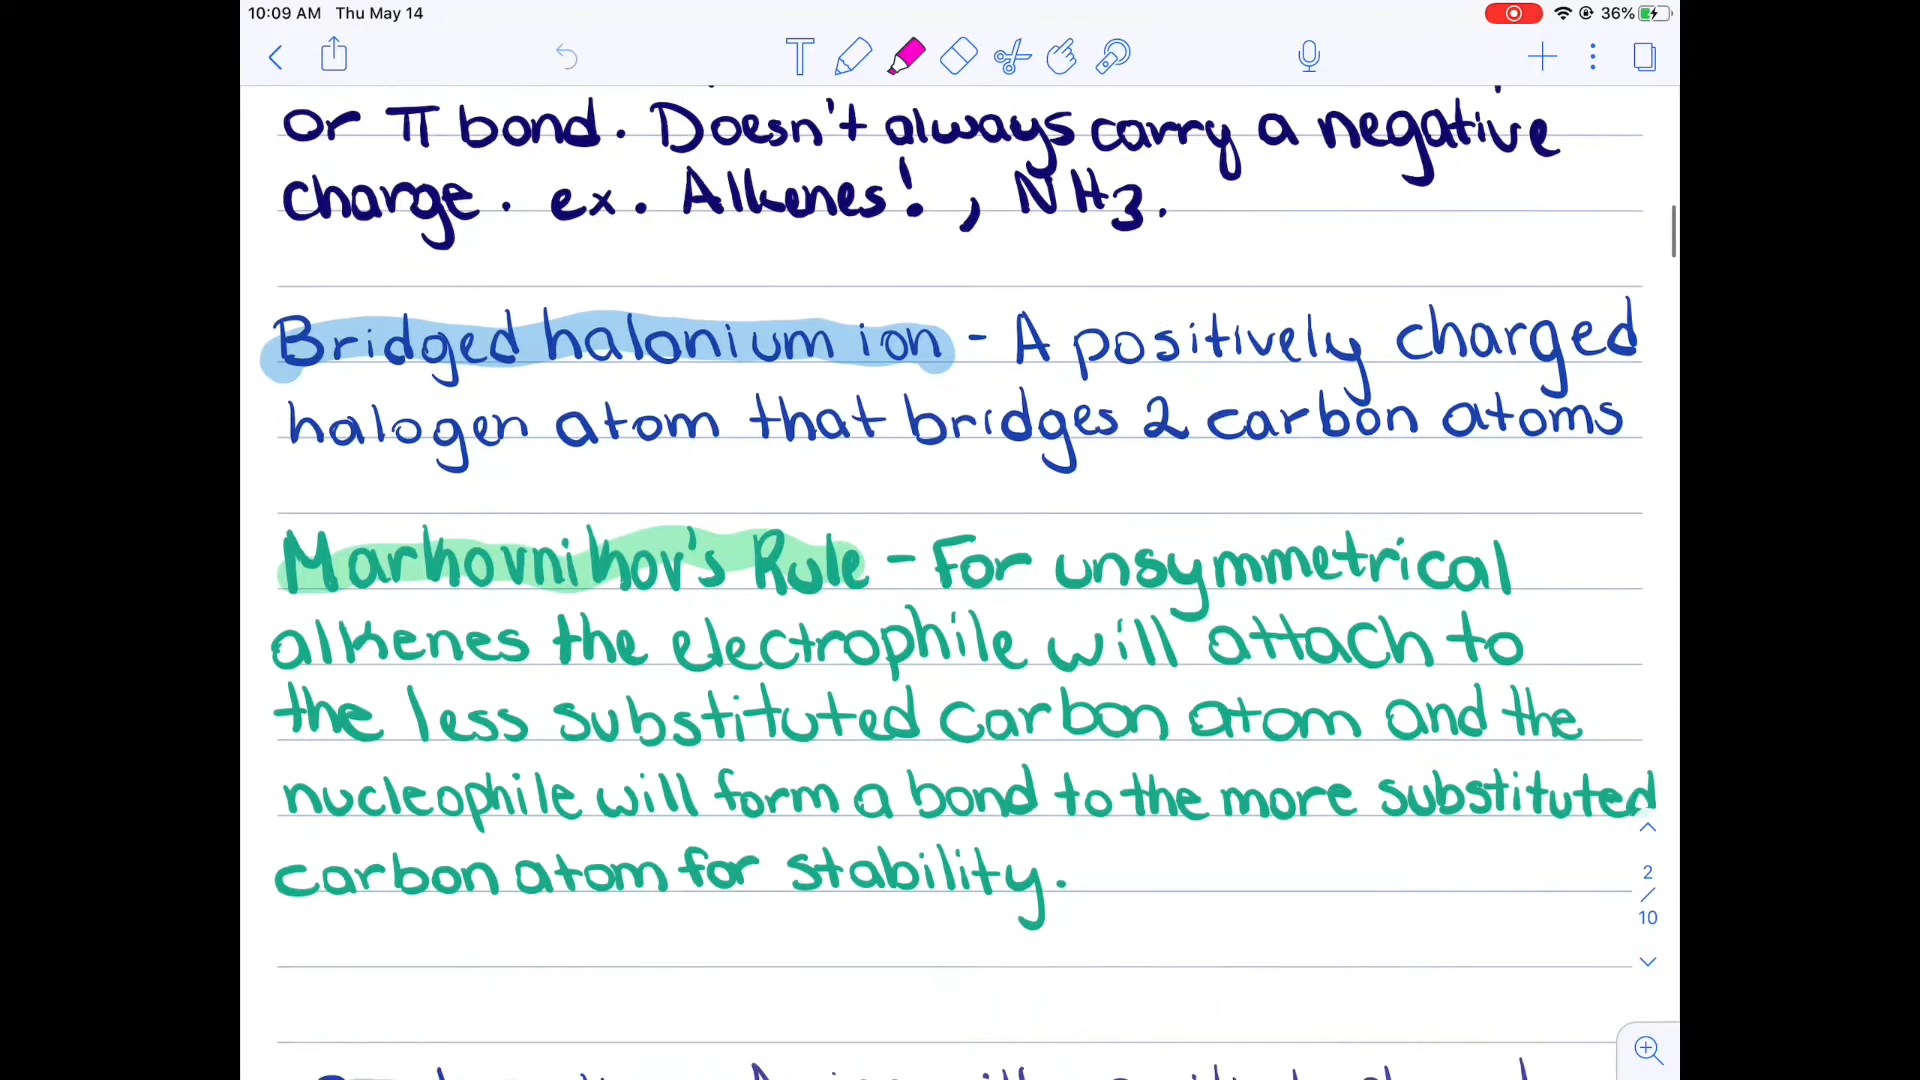 10:09 AM Thu May 14
36%
T
or π bond. Doesn't always carry a negative
charge. ex. Alkenes!, NH3.
Bridged halonium ion - A positively charged
halogen atom that bridges 2 carbon atoms
Markovnikov's Rule - For unsymmetrical
alkenes the electrophile will attach to
the less substituted carbon atom and the
nucleophile will form a bond to the more substituted
carbon atom for stability.
2
/
10